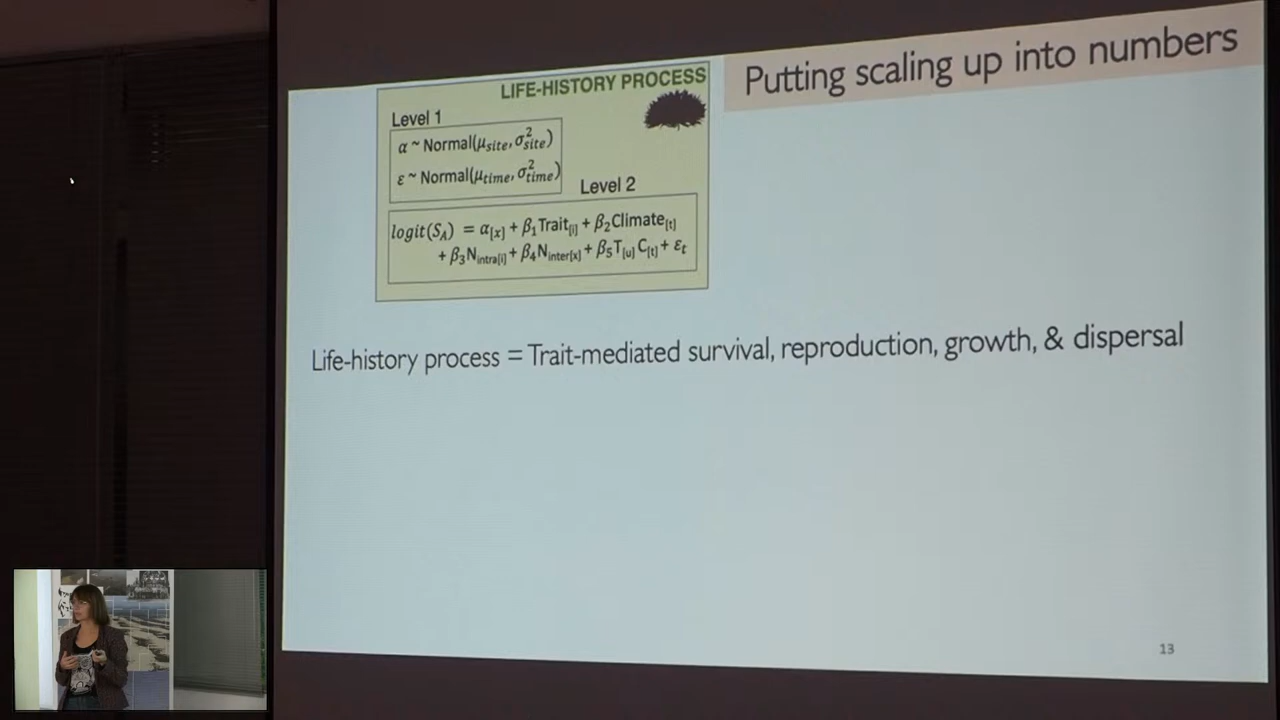 Putting scaling up into numbers
LIFE-HISTORY PROCESS
Level 1
α ~ Normal(μsite, σ²site)
ε ~ Normal(μtime, σ²time)
Level 2
logit(SA) = α[x] + β1Trait[i] + β2Climate[t]
+ β3Nintra[i] + β4Ninter[x] + β5T[u] C[t] + εt
Life-history process = Trait-mediated survival, reproduction, growth, & dispersal
13